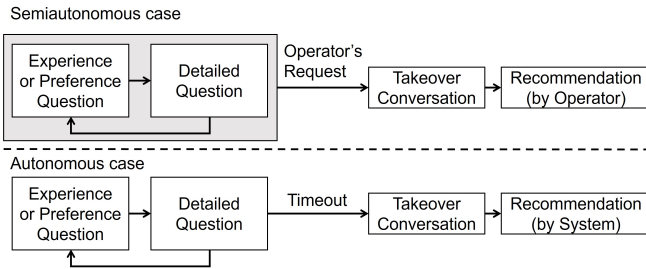 Semiautonomous case
Experience
or Preference
Question
Detailed
Question
Operator's
Request
Takeover
Conversation
Recommendation
(by Operator)
Autonomous case
Experience
or Preference
Question
Detailed
Question
Timeout
Takeover
Conversation
Recommendation
(by System)